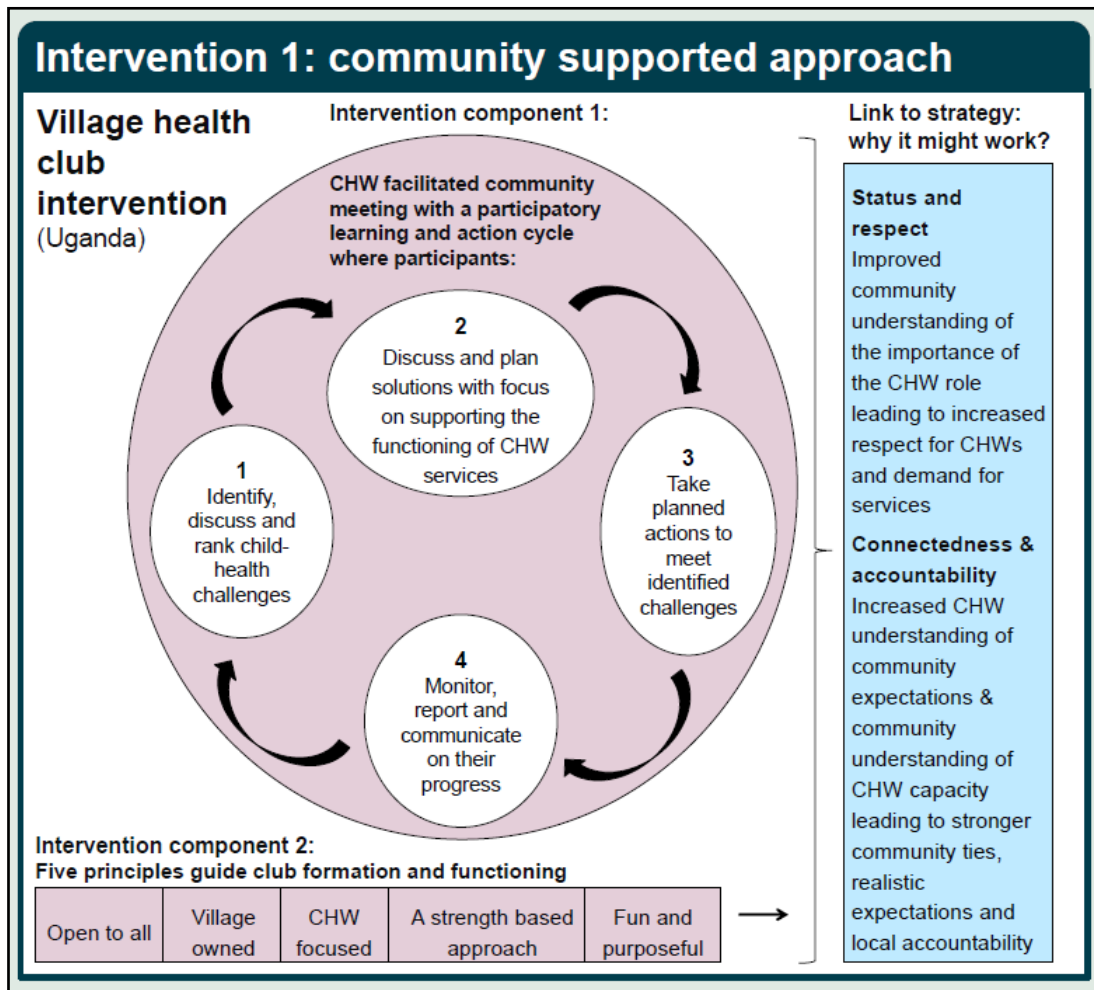 Intervention 1: community supported approach
Village health
club
intervention
(Uganda)
Intervention component 1:
CHW facilitated community
meeting with a participatory
learning and action cycle
where participants:
1
Identify,
discuss and
rank child-
health
challenges
2
Discuss and plan
solutions with focus
on supporting the
functioning of CHW
services
3
Take
planned
actions to
meet
identified
challenges
4
Monitor,
report and
communicate
on their
progress
Intervention component 2:
Five principles guide club formation and functioning
Open to all
Village
owned
CHW
focused
A strength based
approach
Fun and
purposeful
Link to strategy:
why it might work?
Status and
respect
Improved
community
understanding of
the importance of
the CHW role
leading to increased
respect for CHWs
and demand for
services
Connectedness &
accountability
Increased CHW
understanding of
community
expectations &
community
understanding of
CHW capacity
leading to stronger
community ties,
realistic
expectations and
local accountability